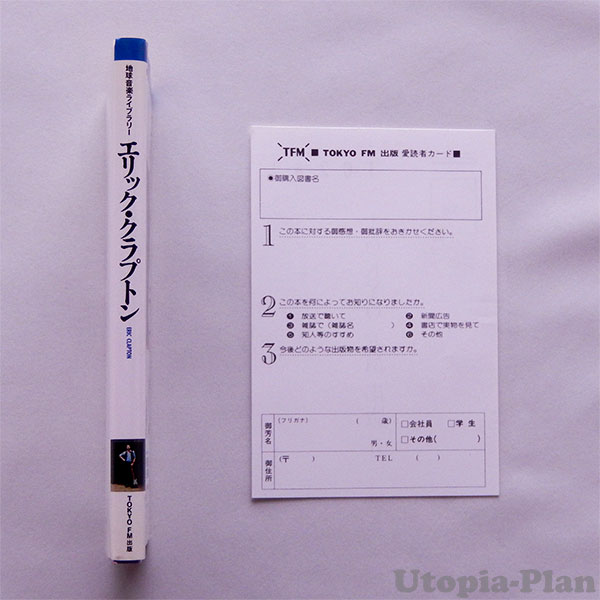 地球音楽ライブラリー
エリック・クラプトン
ERIC CLAPTON
TOKYO FM 出版
TFM ■ TOKYO FM 出版 愛読者カード■
●御購入図書名
1 この本に対する御感想・御批評をおきかせください。
2 この本を何によってお知りになりましたか。
❶ 放送で聴いて ❷ 新聞広告
❸ 雑誌で（雑誌名 ） ❹ 書店で実物を見て
❺ 知人等のすすめ ❻ その他
3 今後どのような出版物を希望されますか。
御芳名
（フリガナ） （ 歳）
男・女
□会社員 □学生
□その他（ ）
御住所
（〒 ） TEL （ ）
Utopia-Plan